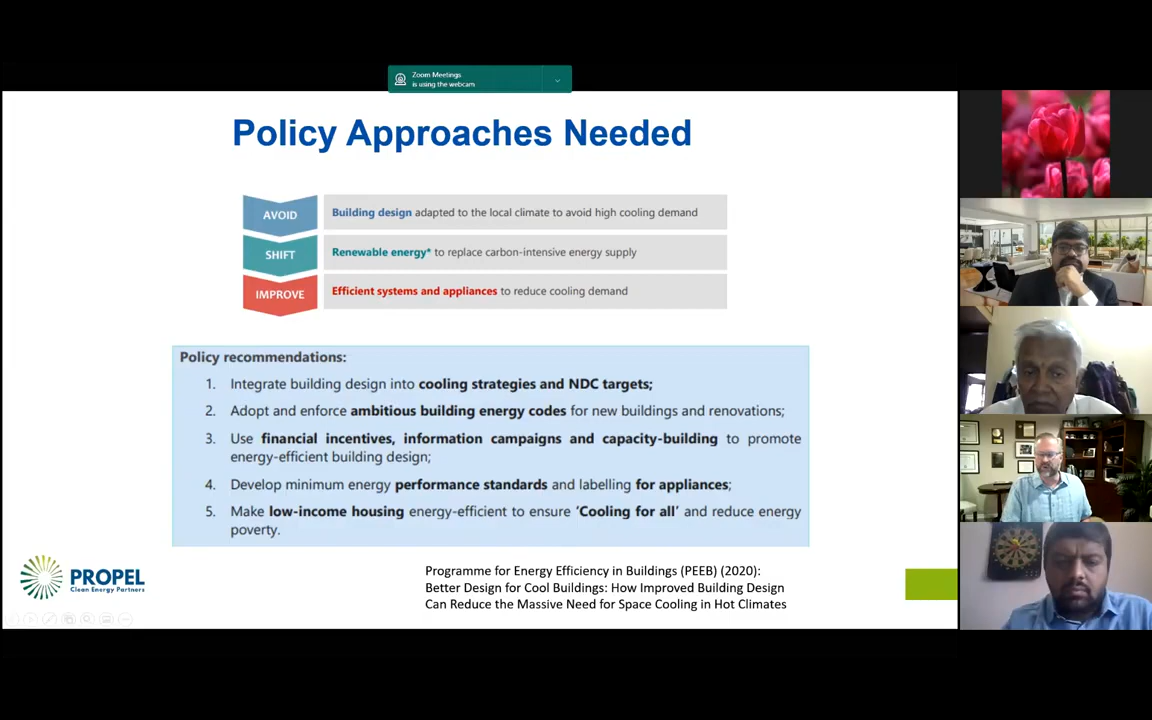 Zoom Meetings
is using the webcam
Policy Approaches Needed
AVOID
Building design adapted to the local climate to avoid high cooling demand
SHIFT
Renewable energy* to replace carbon-intensive energy supply
IMPROVE
Efficient systems and appliances to reduce cooling demand
Policy recommendations:
1. Integrate building design into cooling strategies and NDC targets;
2. Adopt and enforce ambitious building energy codes for new buildings and renovations;
3. Use financial incentives, information campaigns and capacity-building to promote
energy-efficient building design;
4. Develop minimum energy performance standards and labelling for appliances;
5. Make low-income housing energy-efficient to ensure ‘Cooling for all’ and reduce energy
poverty.
PROPEL
Clean Energy Partners
Programme for Energy Efficiency in Buildings (PEEB) (2020):
Better Design for Cool Buildings: How Improved Building Design
Can Reduce the Massive Need for Space Cooling in Hot Climates